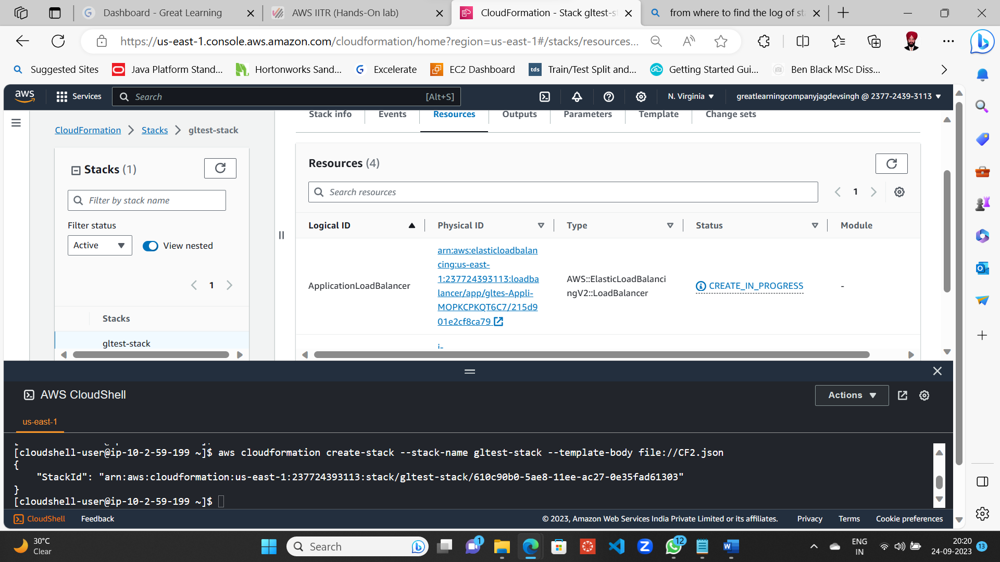 Dashboard - Great Learning
AWS IITR (Hands-On lab)
CloudFormation - Stack gltest-st
from where to find the log of sta
https://us-east-1.console.aws.amazon.com/cloudformation/home?region=us-east-1#/stacks/resources...
Suggested Sites
Java Platform Stand...
Hortonworks Sand...
Excelerate
EC2 Dashboard
tds
Train/Test Split and...
Getting Started Gui...
Ben Black MSc Diss...
aws
Services
Search
[Alt+S]
N. Virginia
greatlearningcompanyjagdevsingh @ 2377-2439-3113
CloudFormation
Stacks
gltest-stack
Stacks (1)
Filter by stack name
Filter status
Active
View nested
1
Stacks
gltest-stack
Stack info
Events
Resources
Outputs
Parameters
Template
Change sets
Resources (4)
Search resources
1
Logical ID
Physical ID
Type
Status
Module
ApplicationLoadBalancer
arn:aws:elasticloadbalan
cing:us-east-
1:237724393113:loadba
lancer/app/gltes-Appli-
MOPKCPKQT6C7/215d9
01e2cf8ca79
AWS::ElasticLoadBalanci
ngV2::LoadBalancer
CREATE_IN_PROGRESS
-
i-
AWS CloudShell
Actions
us-east-1
[cloudshell-user@ip-10-2-59-199 ~]$ aws cloudformation create-stack --stack-name gltest-stack --template-body file://CF2.json
{
"StackId": "arn:aws:cloudformation:us-east-1:237724393113:stack/gltest-stack/610c90b0-5ae8-11ee-ac27-0e35fad61303"
}
[cloudshell-user@ip-10-2-59-199 ~]$
CloudShell
Feedback
© 2023, Amazon Web Services India Private Limited or its affiliates.
Privacy
Terms
Cookie preferences
30°C
Clear
Search
1
12
ENG
IN
20:20
24-09-2023
13